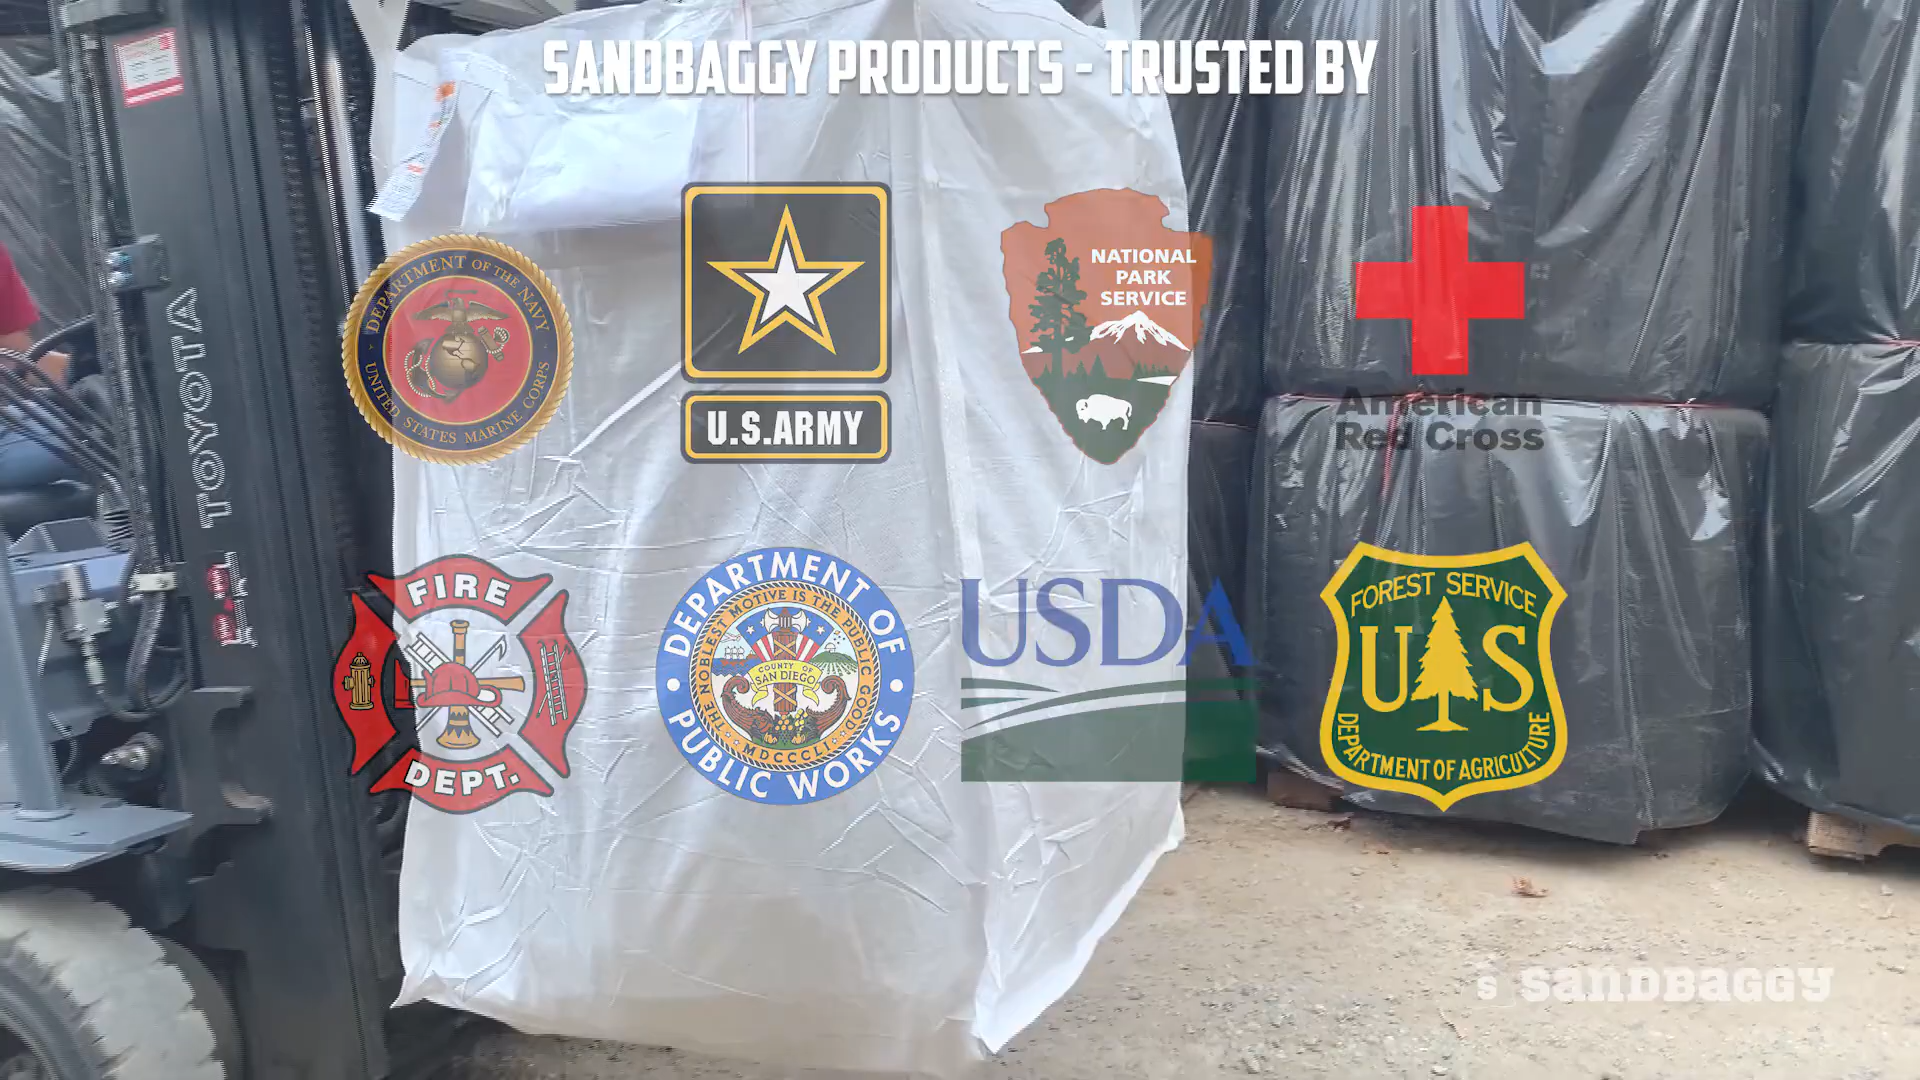 SANDBAGGY PRODUCTS - TRUSTED BY
DEPARTMENT OF THE NAVY
UNITED STATES MARINE CORPS
U.S.ARMY
NATIONAL
PARK
SERVICE
American
Red Cross
TOYOTA
FIRE
DEPT.
DEPARTMENT OF
PUBLIC WORKS
THE NOBLEST MOTIVE IS THE PUBLIC GOOD
COUNTY OF
SAN DIEGO
MDCCCLII
USDA
FOREST SERVICE
U S
DEPARTMENT OF AGRICULTURE
S SANDBAGGY